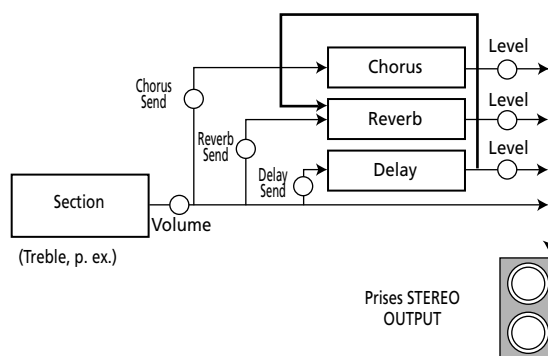 Level
Chorus
Chorus
Send
Level
Reverb
Reverb
Send
Level
Delay
Delay
Send
Section
Volume
(Treble, p. ex.)
Prises STEREO
OUTPUT